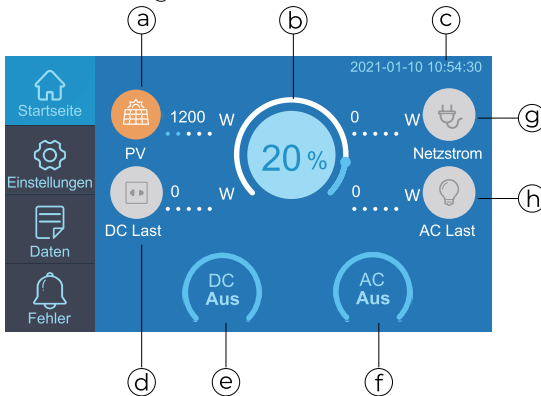 a
b
c
2021-01-10 10:54:30
Startseite
1200 W
0 W
g
20 %
PV
Netzstrom
Einstellungen
0 W
0 W
h
DC Last
AC Last
Daten
DC
Aus
AC
Aus
Fehler
d
e
f